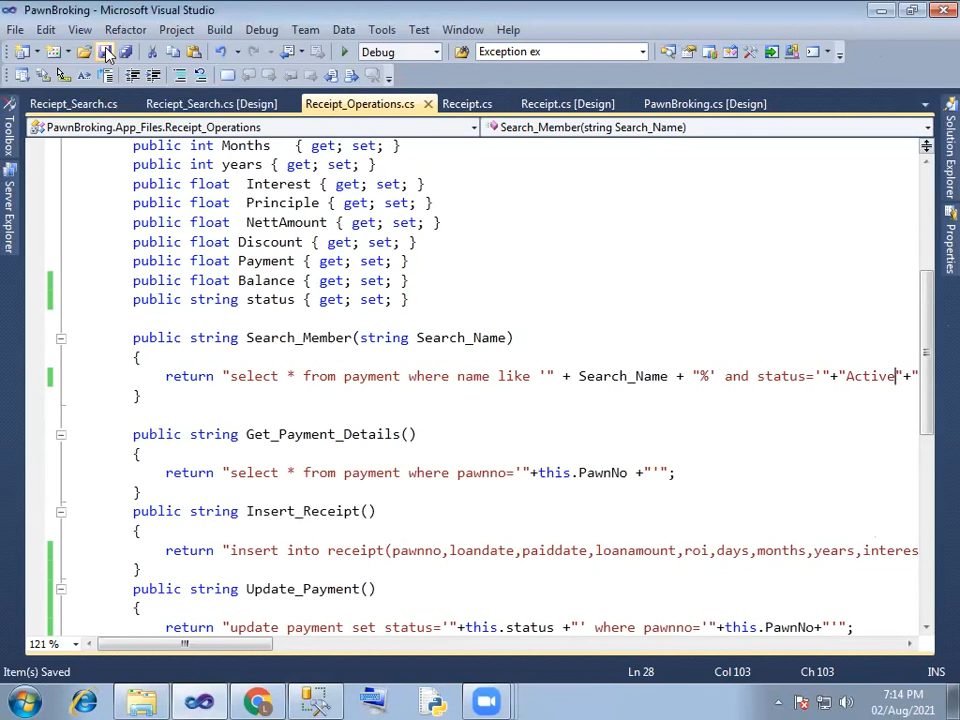 PawnBroking - Microsoft Visual Studio
File Edit View Refactor Project Build Debug Team Data Tools Test Window Help
Debug Exception ex
Reciept_Search.cs Reciept_Search.cs [Design] Receipt_Operations.cs Receipt.cs Receipt.cs [Design] PawnBroking.cs [Design]
PawnBroking.App_Files.Receipt_Operations Search_Member(string Search_Name)
Toolbox
Server Explorer
Solution Explorer
Properties
public int Months { get; set; }
public int years { get; set; }
public float Interest { get; set; }
public float Principle { get; set; }
public float NettAmount { get; set; }
public float Discount { get; set; }
public float Payment { get; set; }
public float Balance { get; set; }
public string status { get; set; }
public string Search_Member(string Search_Name)
{
return "select * from payment where name like '" + Search_Name + "%' and status='"+"Active"+"
}
public string Get_Payment_Details()
{
return "select * from payment where pawnno='"+this.PawnNo +"'";
}
public string Insert_Receipt()
{
return "insert into receipt(pawnno,loandate,paiddate,loanamount,roi,days,months,years,interes
}
public string Update_Payment()
{
return "update payment set status='"+this.status +"' where pawnno='"+this.PawnNo+"'";
121 %
Item(s) Saved Ln 28 Col 103 Ch 103 INS
7:14 PM
02/Aug/2021